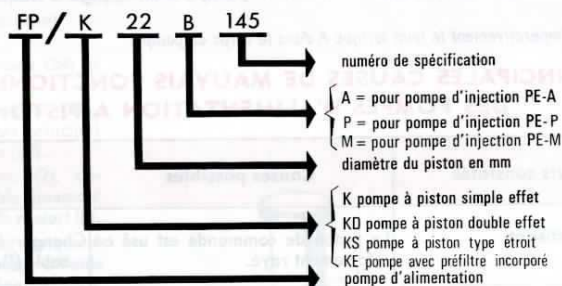 FP / K 22 B 145
numéro de spécification
A = pour pompe d'injection PE-A
P = pour pompe d'injection PE-P
M = pour pompe d'injection PE-M
diamètre du piston en mm
K pompe à piston simple effet
KD pompe à piston double effet
KS pompe à piston type étroit
KE pompe avec préfiltre incorporé
pompe d'alimentation